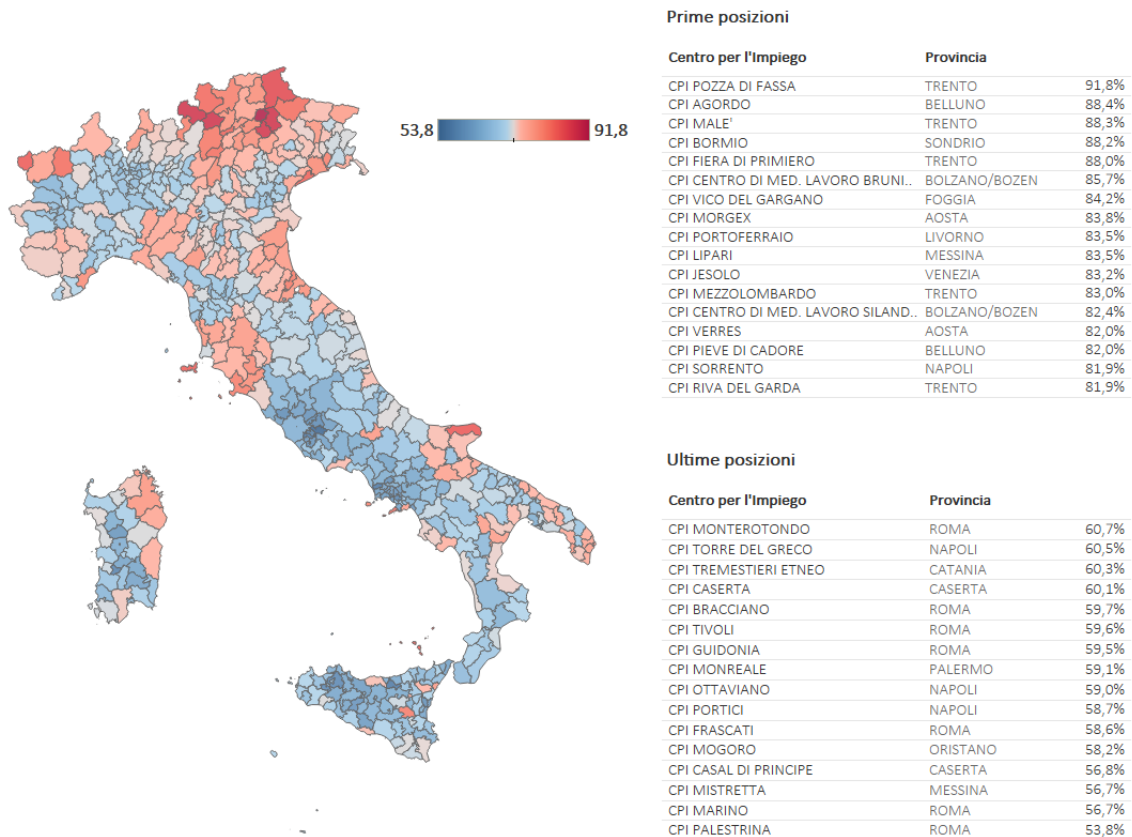 53,8 91,8
Prime posizioni
Centro per l'Impiego Provincia
CPI POZZA DI FASSA TRENTO 91,8%
CPI AGORDO BELLUNO 88,4%
CPI MALE' TRENTO 88,3%
CPI BORMIO SONDRIO 88,2%
CPI FIERA DI PRIMIERO TRENTO 88,0%
CPI CENTRO DI MED. LAVORO BRUNI.. BOLZANO/BOZEN 85,7%
CPI VICO DEL GARGANO FOGGIA 84,2%
CPI MORGEX AOSTA 83,8%
CPI PORTOFERRAIO LIVORNO 83,5%
CPI LIPARI MESSINA 83,5%
CPI JESOLO VENEZIA 83,2%
CPI MEZZOLOMBARDO TRENTO 83,0%
CPI CENTRO DI MED. LAVORO SILAND.. BOLZANO/BOZEN 82,4%
CPI VERRES AOSTA 82,0%
CPI PIEVE DI CADORE BELLUNO 82,0%
CPI SORRENTO NAPOLI 81,9%
CPI RIVA DEL GARDA TRENTO 81,9%
Ultime posizioni
Centro per l'Impiego Provincia
CPI MONTEROTONDO ROMA 60,7%
CPI TORRE DEL GRECO NAPOLI 60,5%
CPI TREMESTIERI ETNEO CATANIA 60,3%
CPI CASERTA CASERTA 60,1%
CPI BRACCIANO ROMA 59,7%
CPI TIVOLI ROMA 59,6%
CPI GUIDONIA ROMA 59,5%
CPI MONREALE PALERMO 59,1%
CPI OTTAVIANO NAPOLI 59,0%
CPI PORTICI NAPOLI 58,7%
CPI FRASCATI ROMA 58,6%
CPI MOGORO ORISTANO 58,2%
CPI CASAL DI PRINCIPE CASERTA 56,8%
CPI MISTRETTA MESSINA 56,7%
CPI MARINO ROMA 56,7%
CPI PALESTRINA ROMA 53,8%